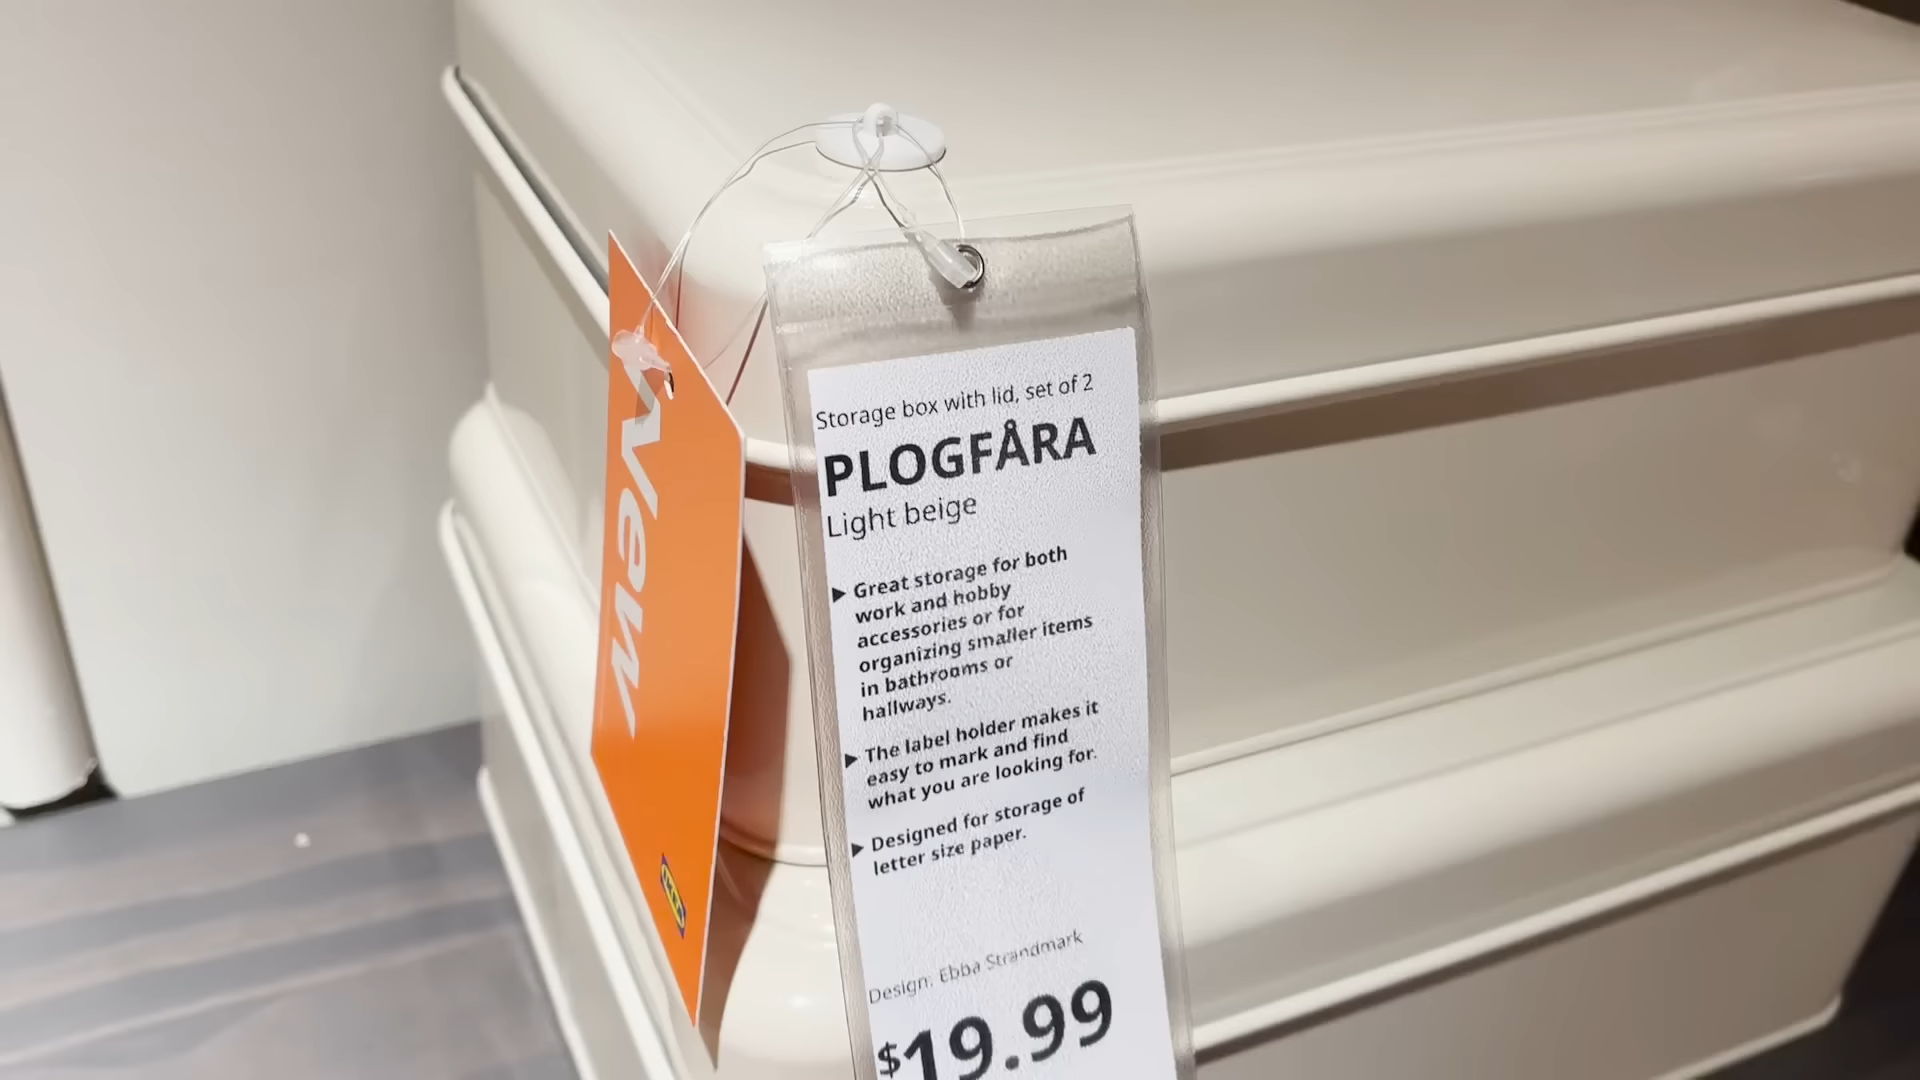 New
IKEA
Storage box with lid, set of 2
PLOGFÅRA
Light beige
▶ Great storage for both
work and hobby
accessories or for
organizing smaller items
in bathrooms or
hallways.
▶ The label holder makes it
easy to mark and find
what you are looking for.
▶ Designed for storage of
letter size paper.
Design: Ebba Strandmark
$19.99